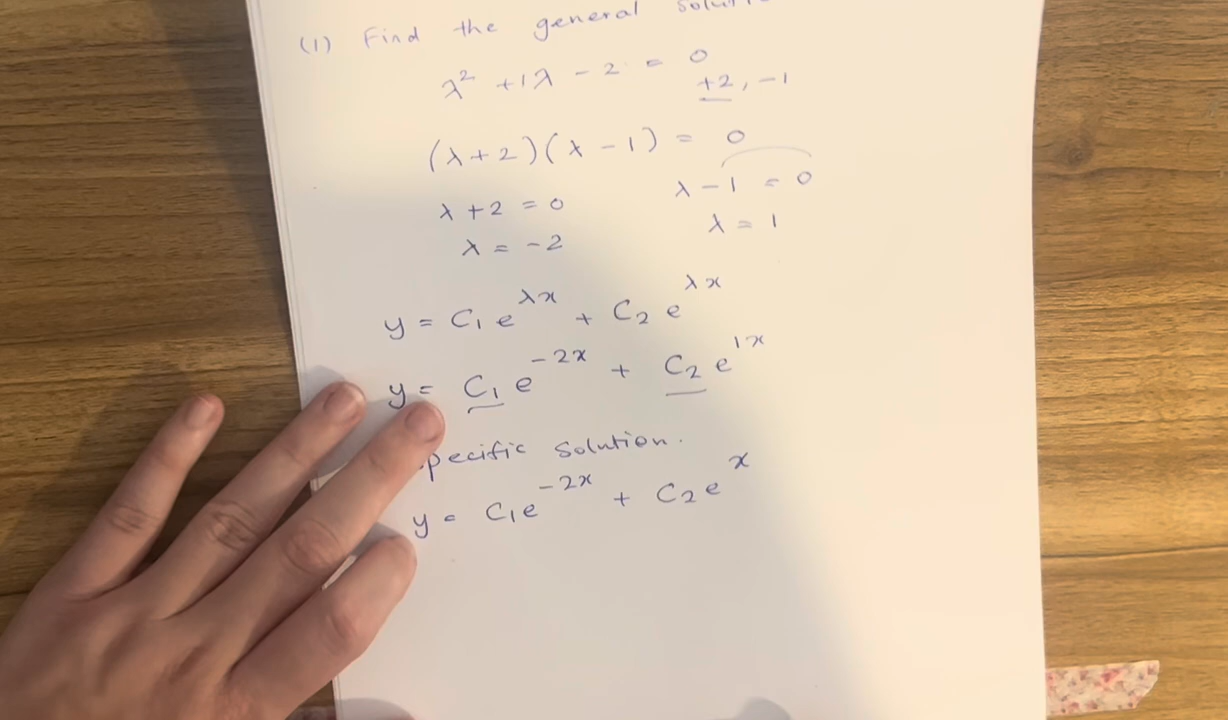 (1) Find the general
λ² + 1λ - 2 = 0
+2, -1
(λ+2)(λ-1) = 0
λ+2 = 0 λ-1 = 0
λ = -2 λ = 1
y = C₁e^λx + C₂e^λx
y = C₁e^-2x + C₂e^1x
pecific Solution.
y = C₁e^-2x + C₂e^x